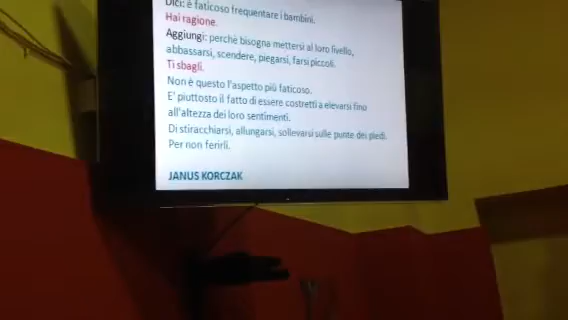 Dici: è faticoso frequentare i bambini.
Hai ragione.
Aggiungi: perchè bisogna mettersi al loro livello,
abbassarsi, scendere, piegarsi, farsi piccoli.
Ti sbagli.
Non è questo l'aspetto più faticoso.
E' piuttosto il fatto di essere costretti a elevarsi fino
all'altezza dei loro sentimenti.
Di stiracchiarsi, allungarsi, sollevarsi sulle punte dei piedi.
Per non ferirli.
JANUS KORCZAK